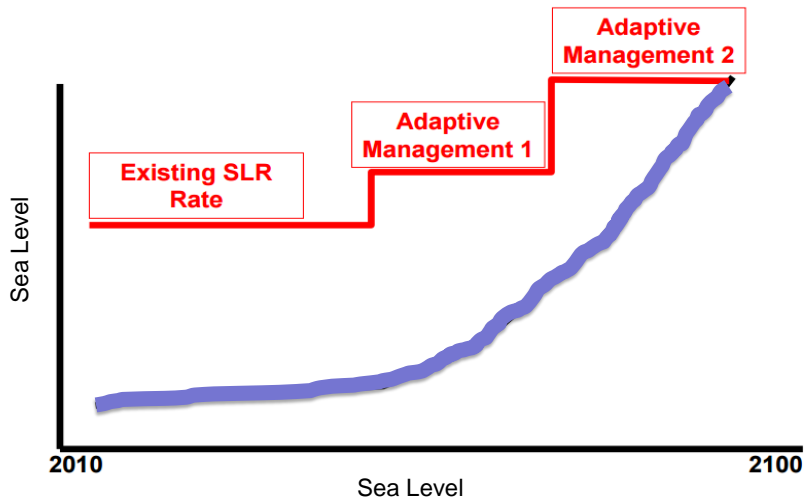 Adaptive
Management 2
Adaptive
Management 1
Existing SLR
Rate
Sea Level
2010
2100
Sea Level